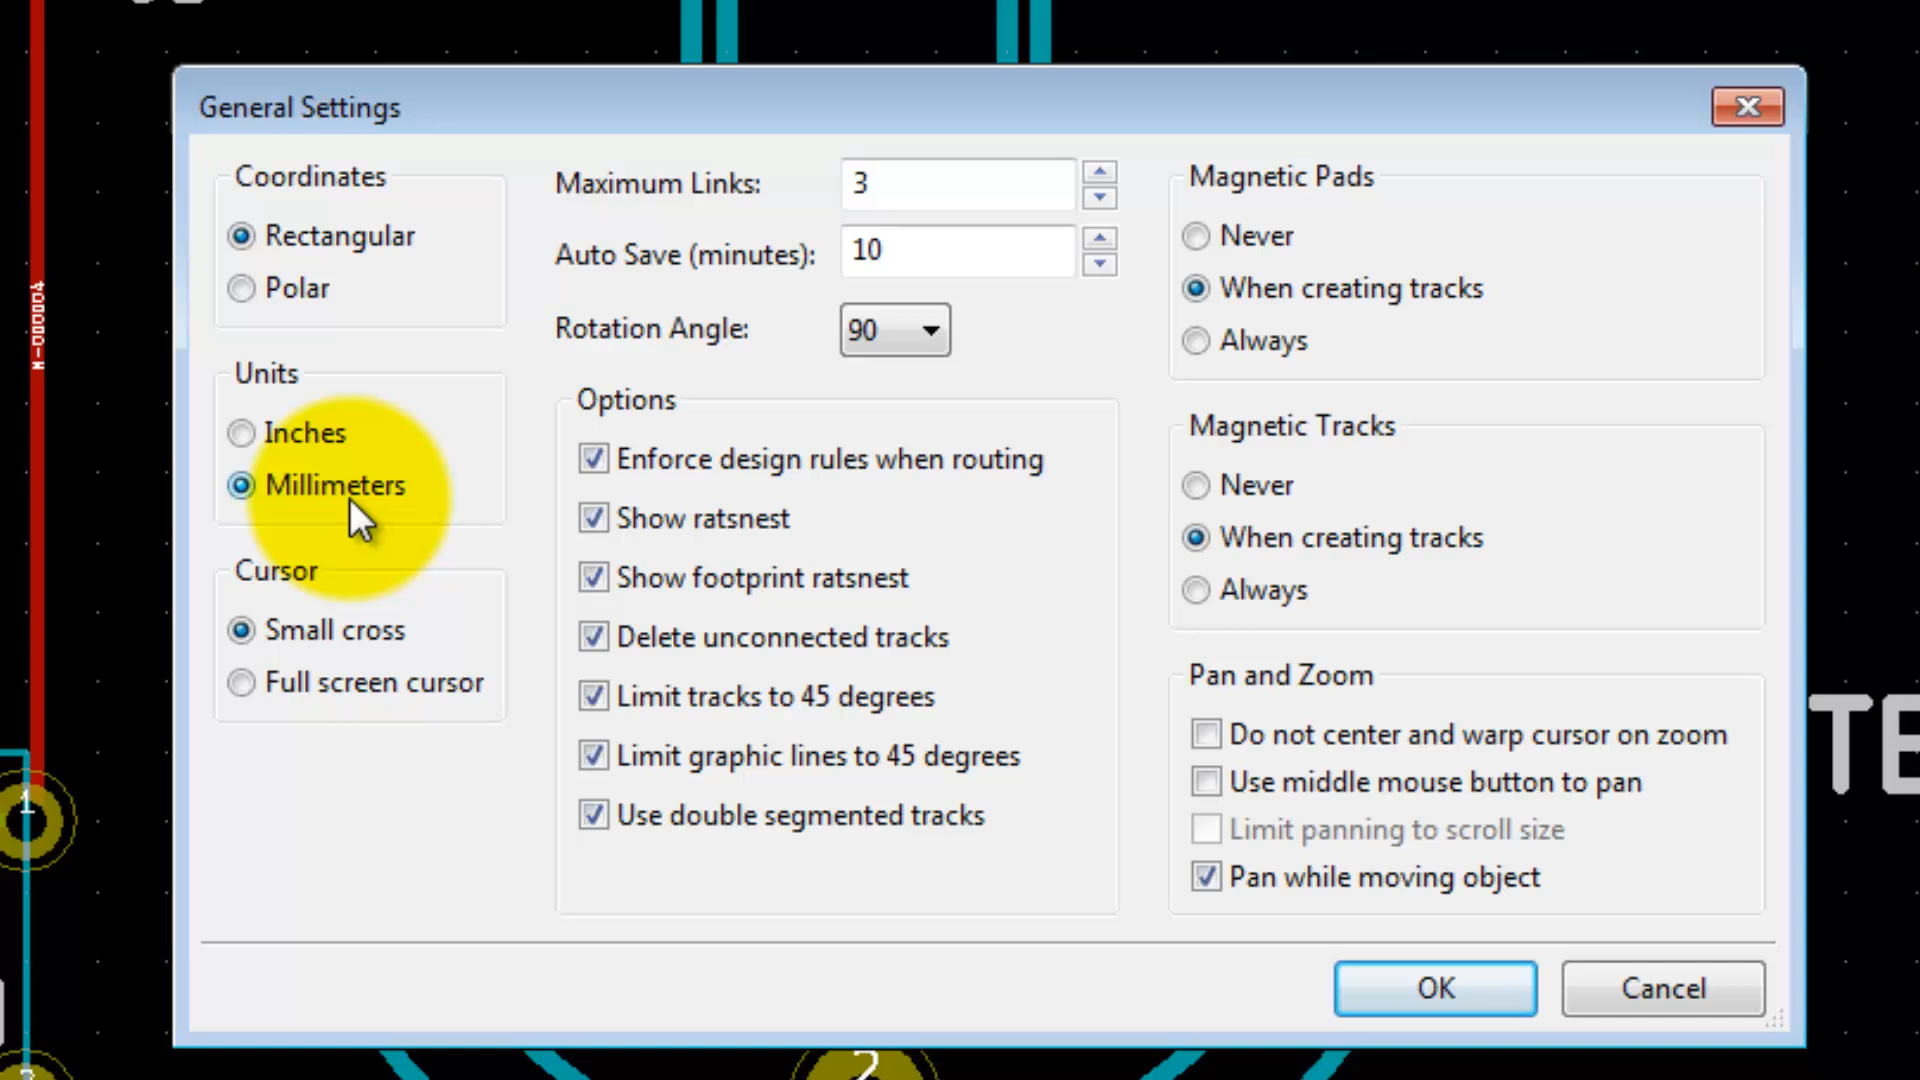 General Settings
Coordinates
Rectangular
Polar
Units
Inches
Millimeters
Cursor
Small cross
Full screen cursor
Maximum Links: 3
Auto Save (minutes): 10
Rotation Angle: 90
Options
Enforce design rules when routing
Show ratsnest
Show footprint ratsnest
Delete unconnected tracks
Limit tracks to 45 degrees
Limit graphic lines to 45 degrees
Use double segmented tracks
Magnetic Pads
Never
When creating tracks
Always
Magnetic Tracks
Never
When creating tracks
Always
Pan and Zoom
Do not center and warp cursor on zoom
Use middle mouse button to pan
Limit panning to scroll size
Pan while moving object
OK
Cancel
N-000004
1
2
TE